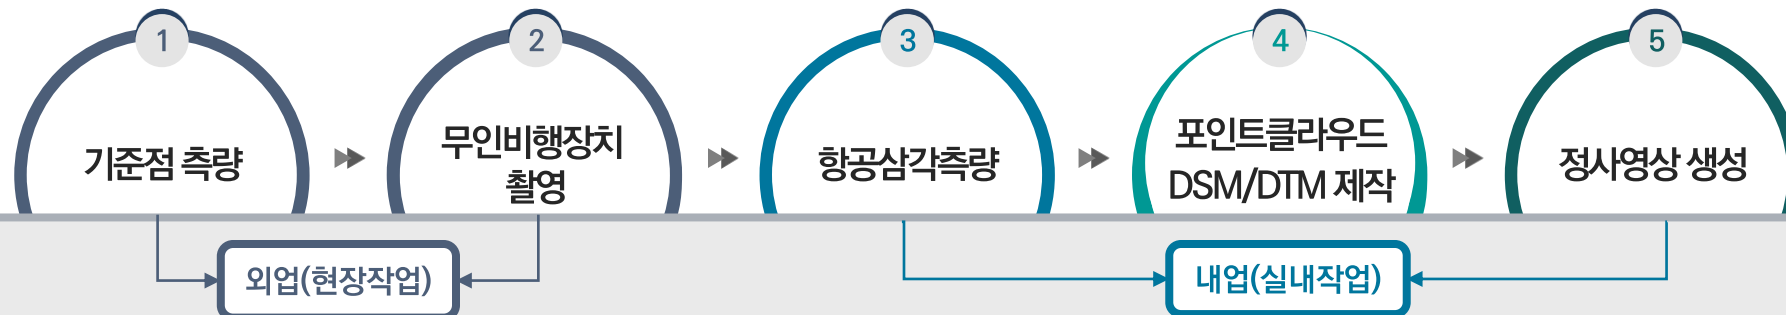 1
기준점 측량
2
무인비행장치
촬영
3
항공삼각측량
4
포인트클라우드
DSM/DTM 제작
5
정사영상 생성
외업(현장작업)
내업(실내작업)